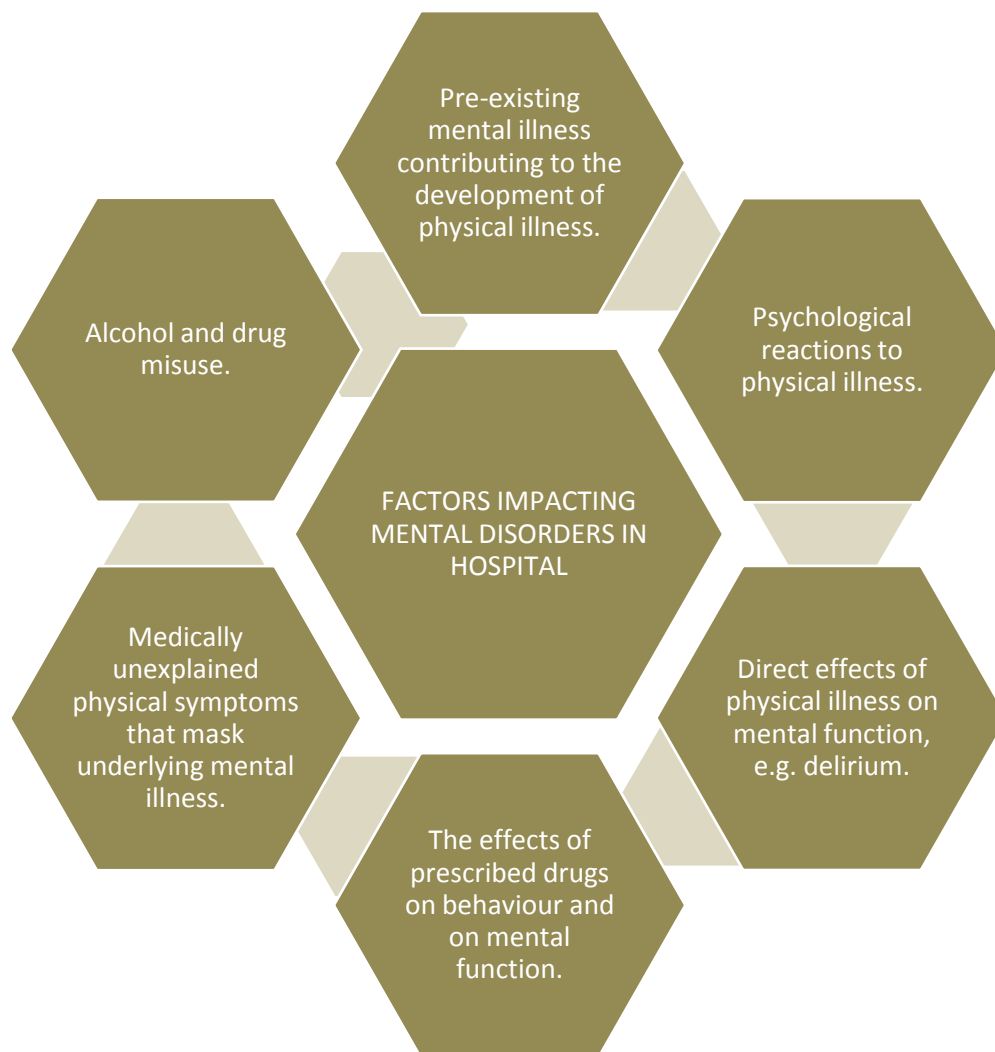 Pre-existing
mental illness
contributing to the
development of
physical illness.
Psychological
reactions to
physical illness.
Direct effects of
physical illness on
mental function,
e.g. delirium.
The effects of
prescribed drugs
on behaviour and
on mental
function.
Medically
unexplained
physical symptoms
that mask
underlying mental
illness.
Alcohol and drug
misuse.
FACTORS IMPACTING
MENTAL DISORDERS IN
HOSPITAL